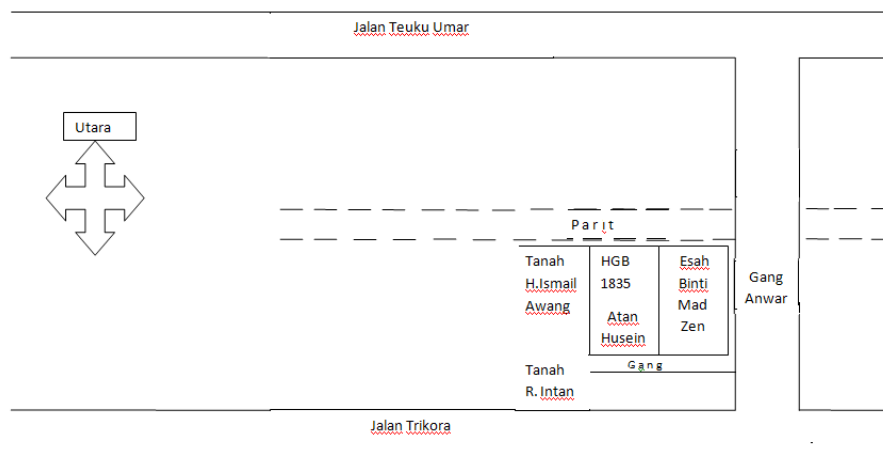 Jalan Teuku Umar
Utara
Parit
Tanah
H.Ismail
Awang
HGB
1835
Atan
Husein
Esah
Binti
Mad
Zen
Gang
Anwar
Gang
Tanah
R. Intan
Jalan Trikora